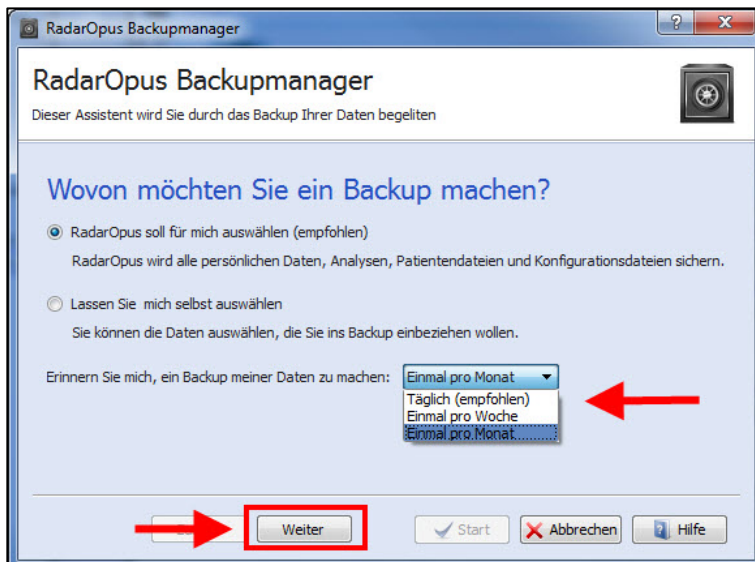 RadarOpus Backupmanager
RadarOpus Backupmanager
Dieser Assistent wird Sie durch das Backup Ihrer Daten begeliten
Wovon möchten Sie ein Backup machen?
RadarOpus soll für mich auswählen (empfohlen)
RadarOpus wird alle persönlichen Daten, Analysen, Patientendateien und Konfigurationsdateien sichern.
Lassen Sie mich selbst auswählen
Sie können die Daten auswählen, die Sie ins Backup einbeziehen wollen.
Erinnern Sie mich, ein Backup meiner Daten zu machen: Einmal pro Monat
Täglich (empfohlen)
Einmal pro Woche
Einmal pro Monat
Weiter Start Abbrechen Hilfe